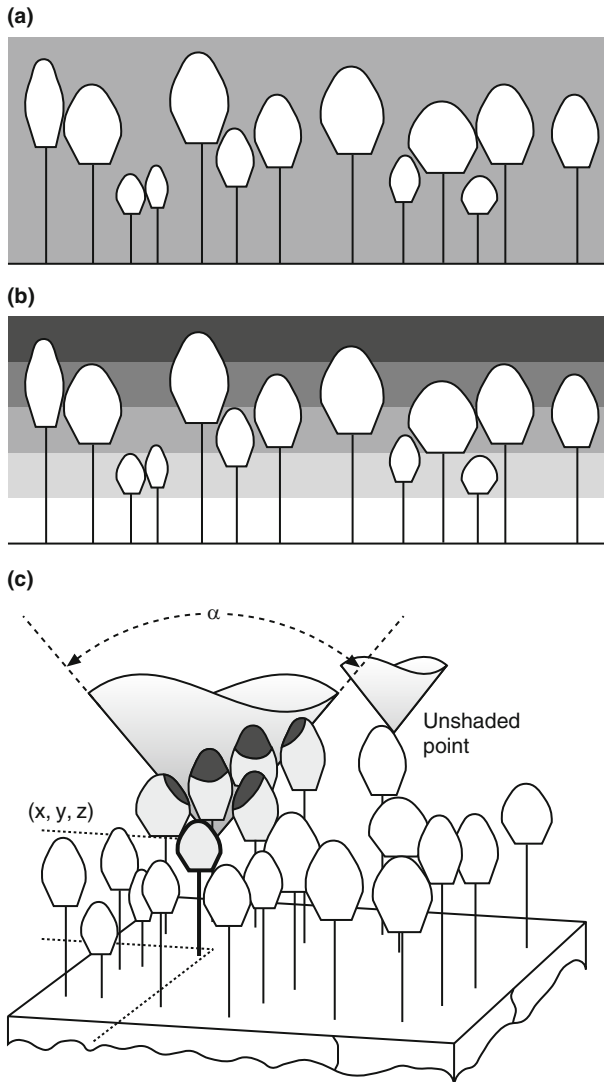 (a)
(b)
(c)
α
Unshaded
point
(x, y, z)